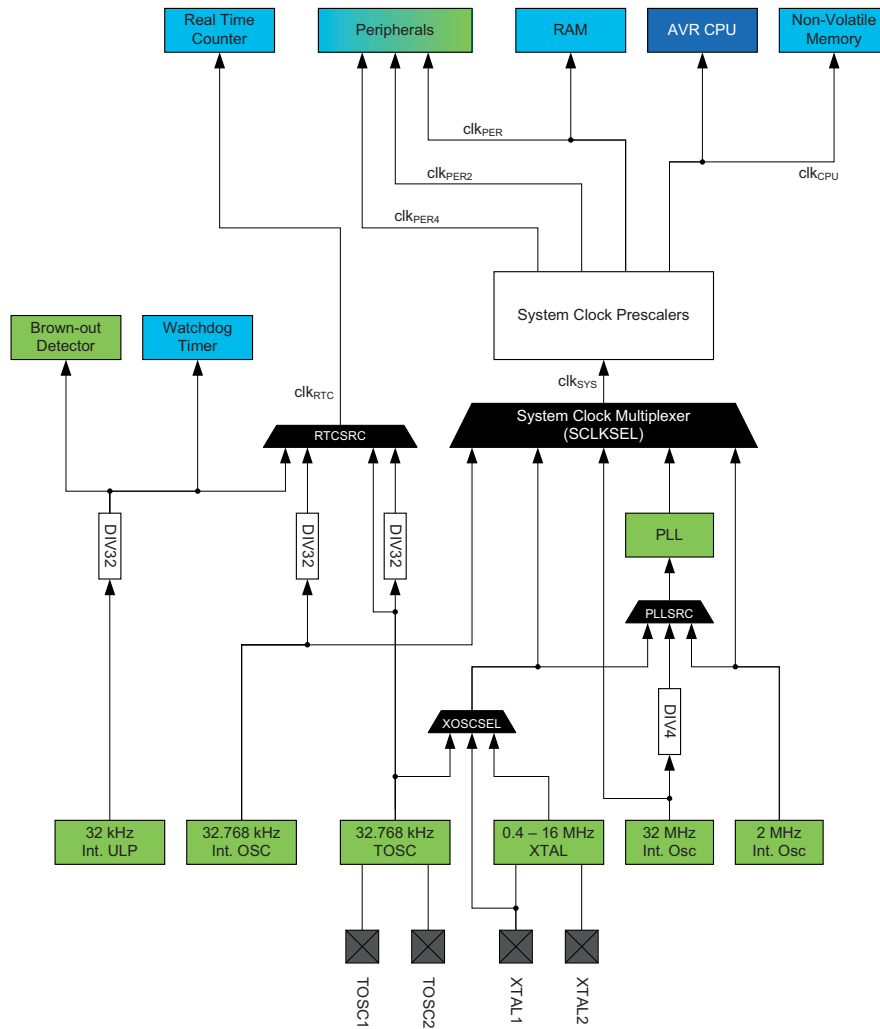 Real Time
Counter
Peripherals
RAM
AVR CPU
Non-Volatile
Memory
clkPER
clkPER2
clkCPU
clkPER4
System Clock Prescalers
Brown-out
Detector
Watchdog
Timer
clkRTC
clkSYS
System Clock Multiplexer
(SCLKSEL)
RTCSRC
DIV32
DIV32
DIV32
PLL
PLLSRC
DIV4
XOSCSEL
32 kHz
Int. ULP
32.768 kHz
Int. OSC
32.768 kHz
TOSC
0.4 – 16 MHz
XTAL
32 MHz
Int. Osc
2 MHz
Int. Osc
TOSC1
TOSC2
XTAL1
XTAL2